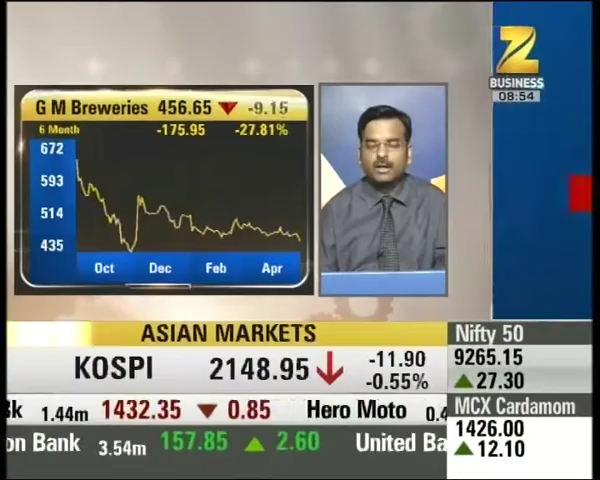 Z
BUSINESS
08:54
G M Breweries 456.65 ▼ -9.15
6 Month -175.95 -27.81%
672
593
514
435
Oct Dec Feb Apr
ASIAN MARKETS
KOSPI 2148.95 ↓ -11.90
-0.55%
Nifty 50
9265.15
▲ 27.30
MCX Cardamom
1426.00
▲ 12.10
3k 1.44m 1432.35 ▼ 0.85 Hero Moto 0.4
on Bank 3.54m 157.85 ▲ 2.60 United Ba